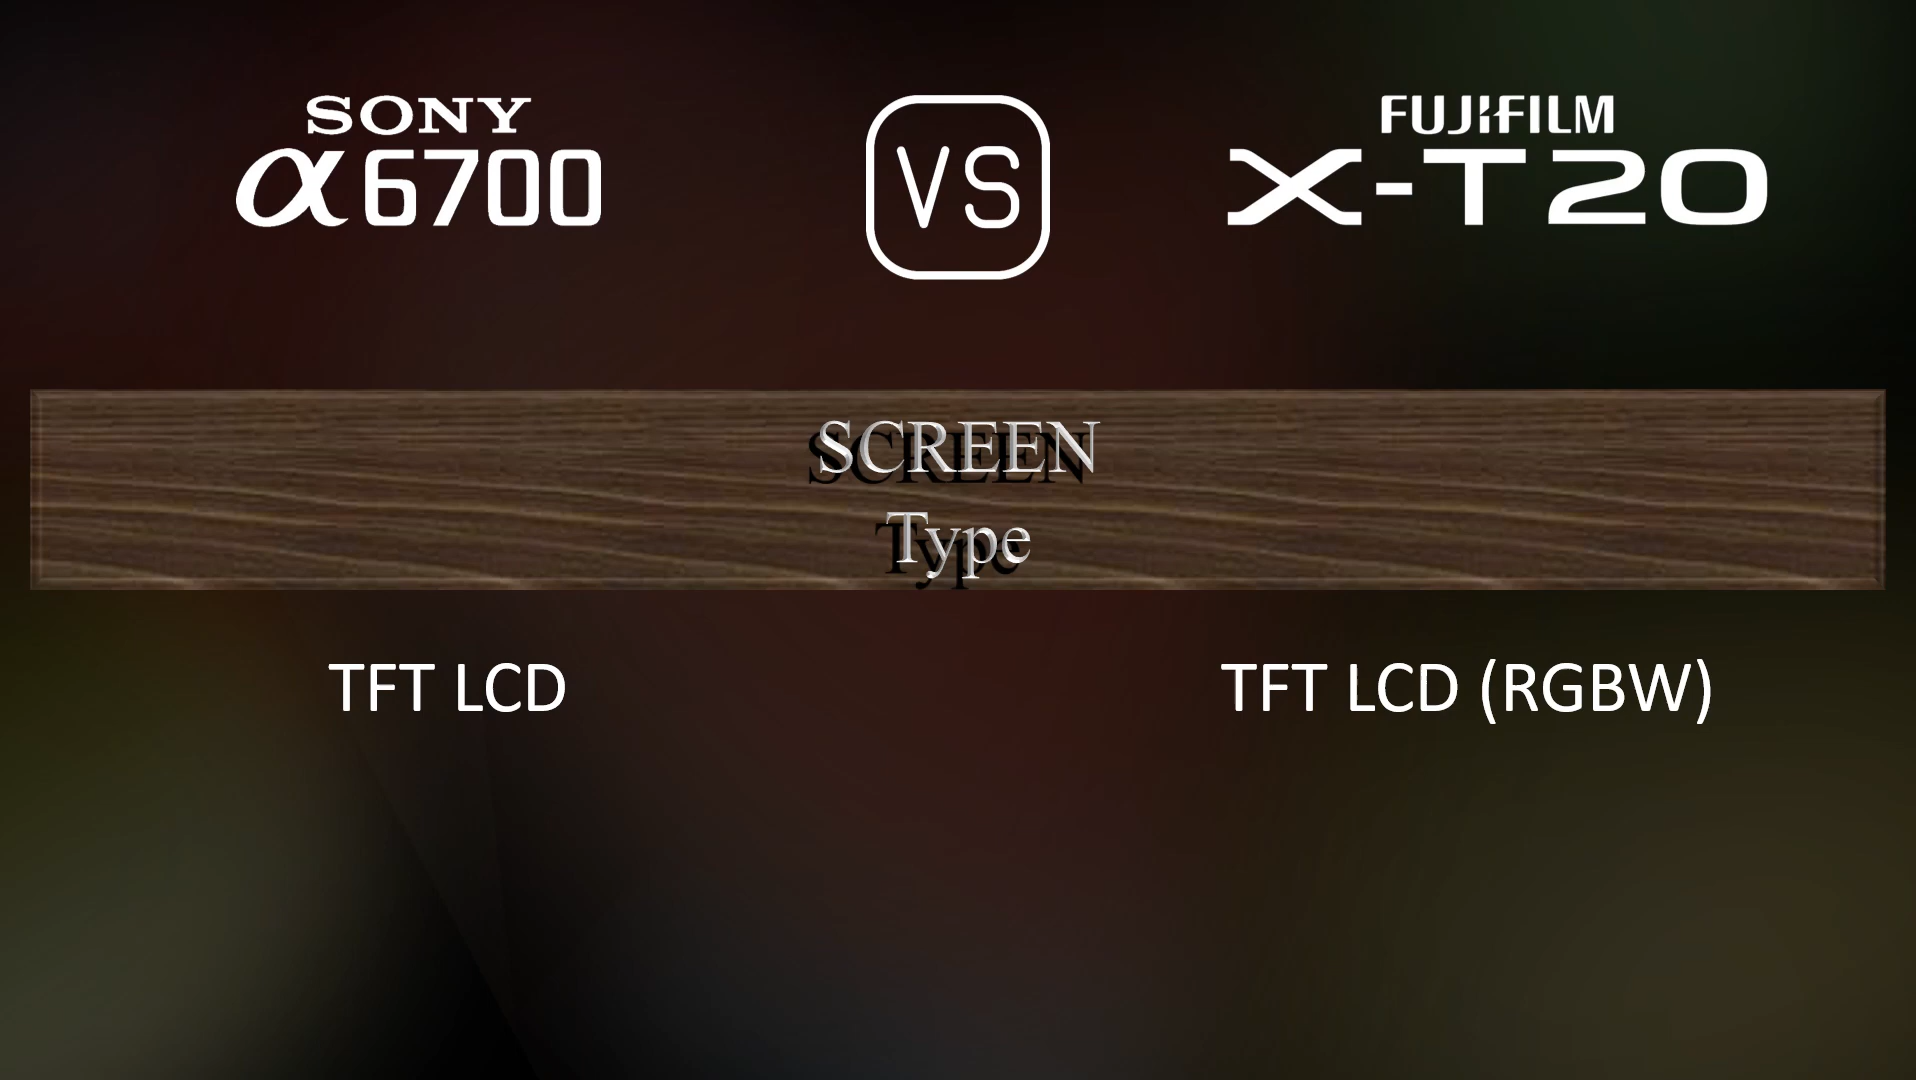 SONY
α6700
VS
FUJIFILM
X-T20
SCREEN
Type
TFT LCD
TFT LCD (RGBW)